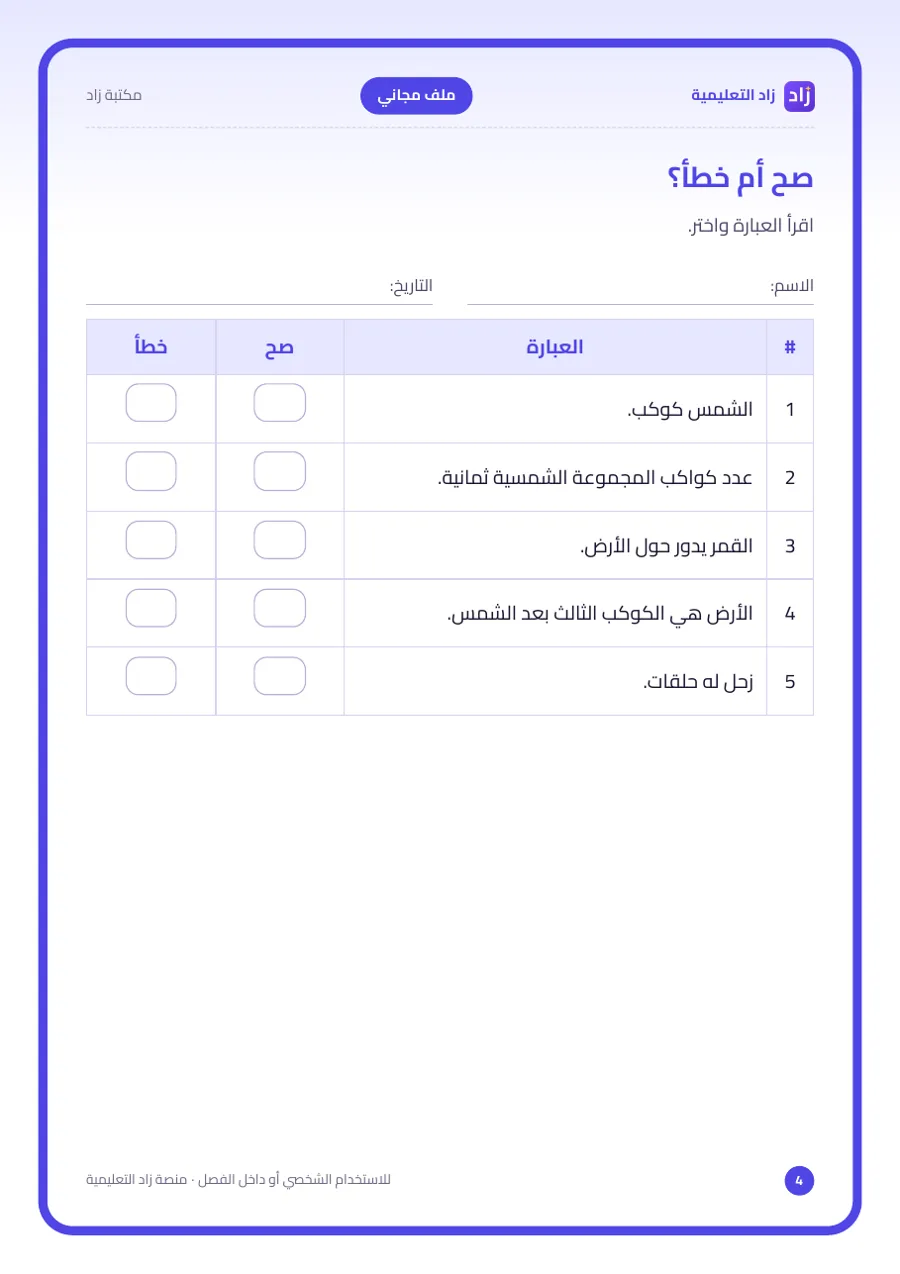 زاد زاد التعليمية ملف مجاني مكتبة زاد
صح أم خطأ؟
اقرأ العبارة واختر.
الاسم: التاريخ:
# العبارة صح خطأ
1 الشمس كوكب.
2 عدد كواكب المجموعة الشمسية ثمانية.
3 القمر يدور حول الأرض.
4 الأرض هي الكوكب الثالث بعد الشمس.
5 زحل له حلقات.
4 للاستخدام الشخصي أو داخل الفصل · منصة زاد التعليمية